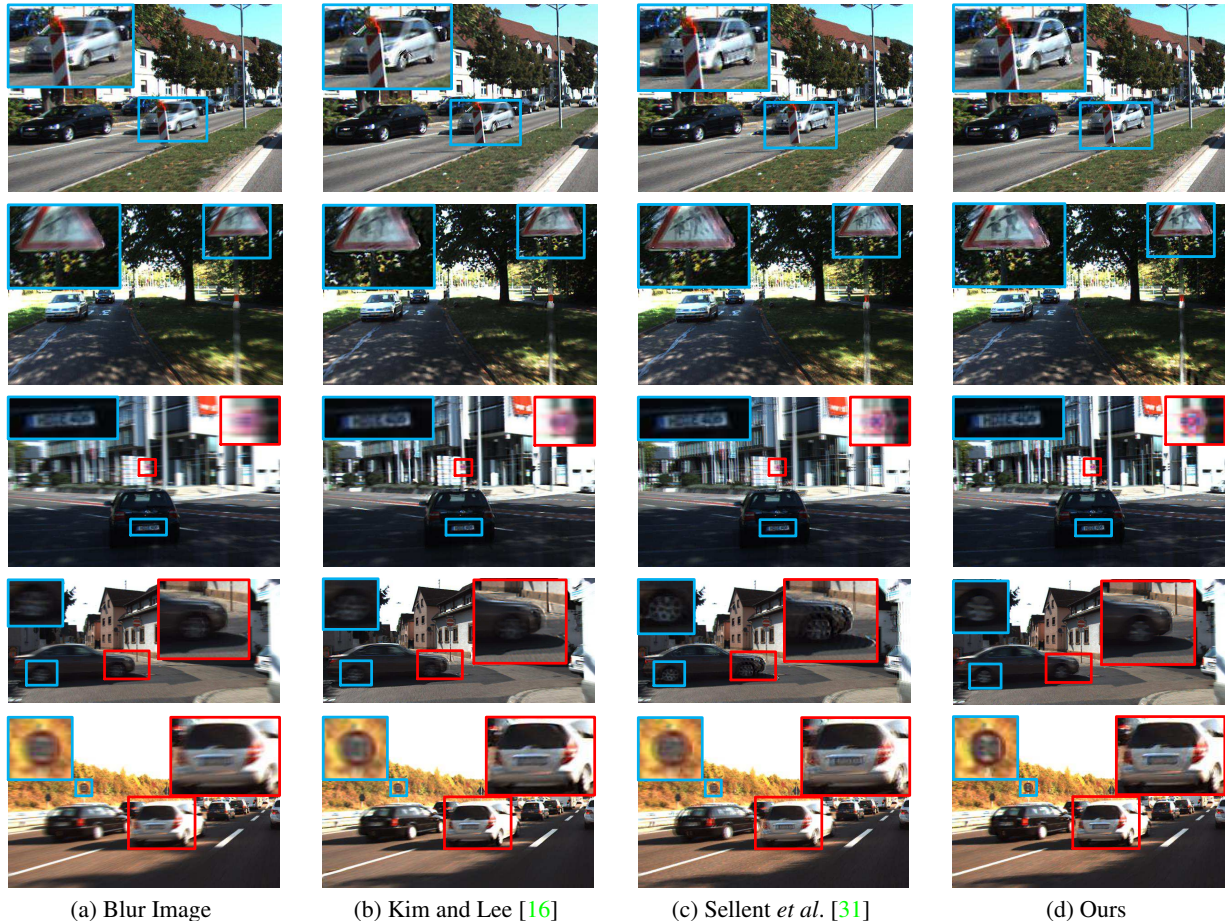 (a) Blur Image
(b) Kim and Lee [16]
(c) Sellent et al. [31]
(d) Ours